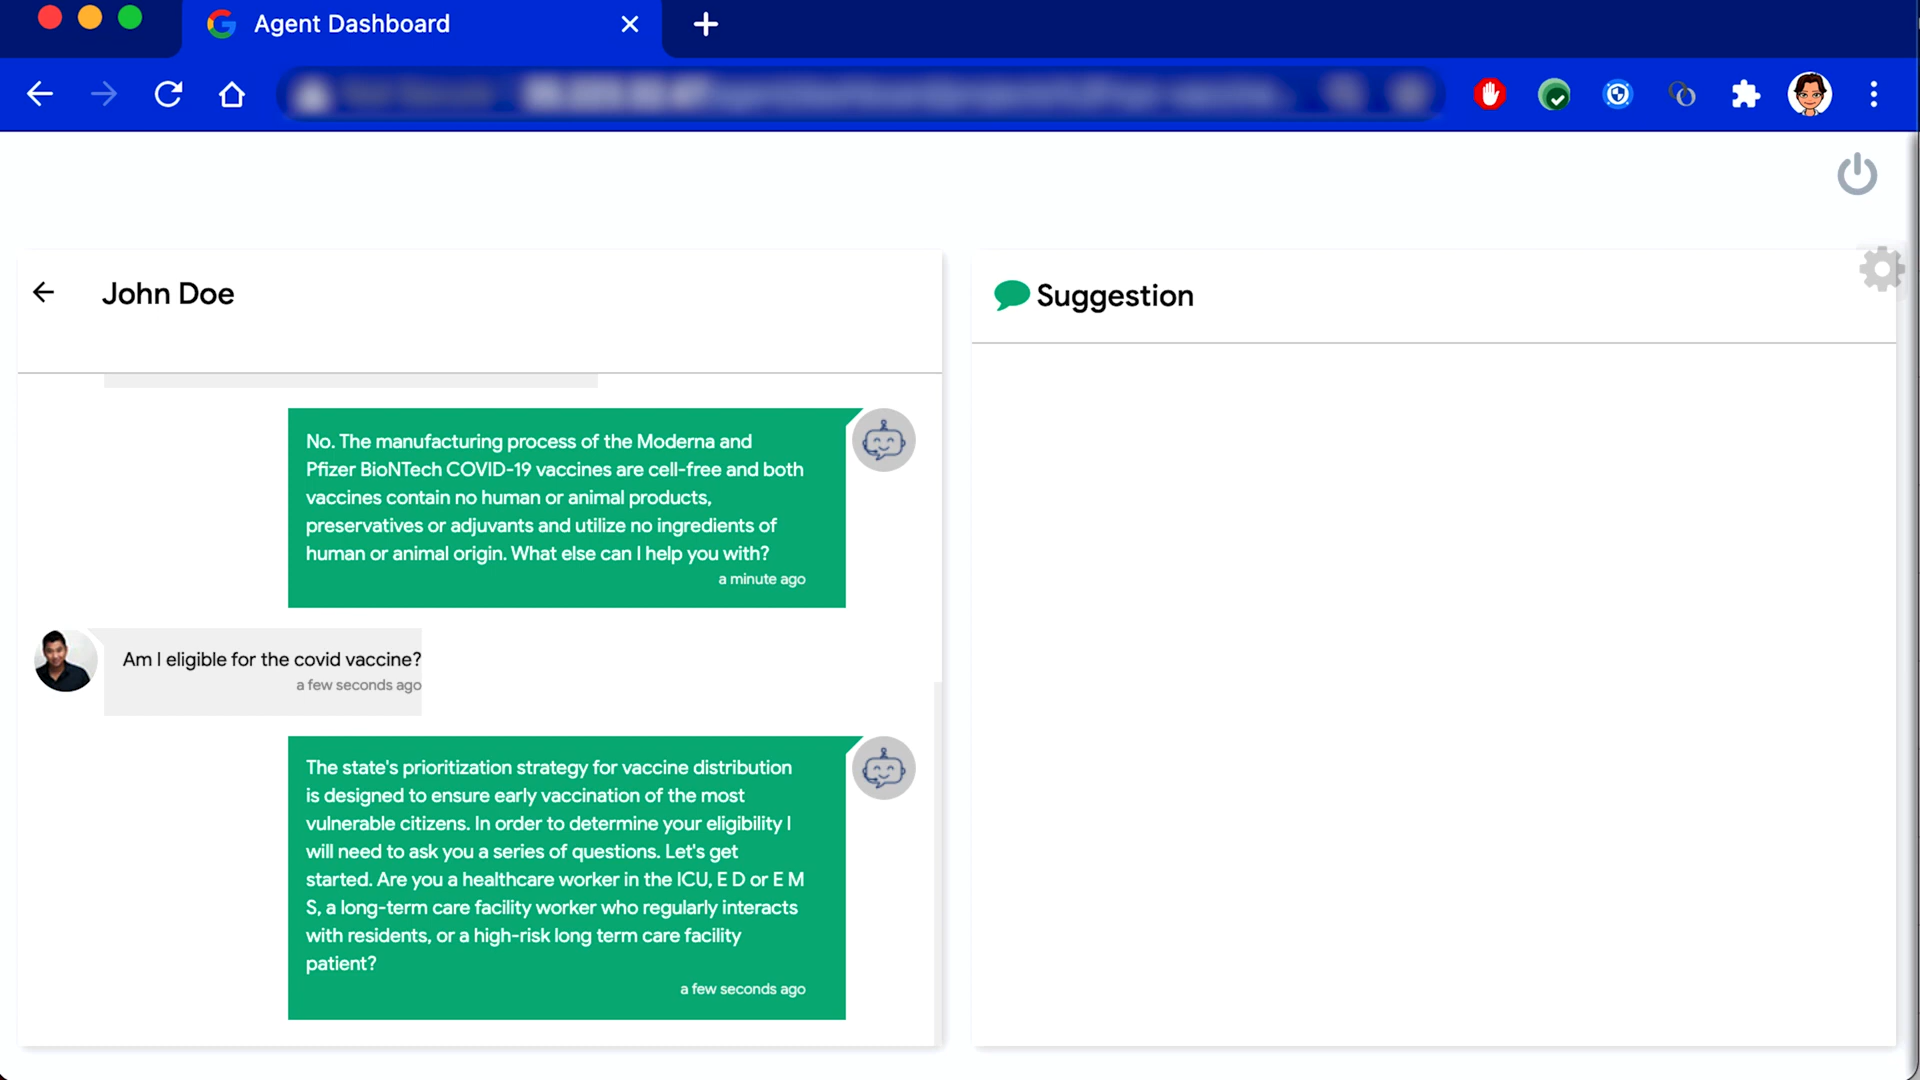 Agent Dashboard
John Doe
Suggestion
No. The manufacturing process of the Moderna and
Pfizer BioNTech COVID-19 vaccines are cell-free and both
vaccines contain no human or animal products,
preservatives or adjuvants and utilize no ingredients of
human or animal origin. What else can I help you with?
a minute ago
Am I eligible for the covid vaccine?
a few seconds ago
The state's prioritization strategy for vaccine distribution
is designed to ensure early vaccination of the most
vulnerable citizens. In order to determine your eligibility I
will need to ask you a series of questions. Let's get
started. Are you a healthcare worker in the ICU, E D or E M
S, a long-term care facility worker who regularly interacts
with residents, or a high-risk long term care facility
patient?
a few seconds ago